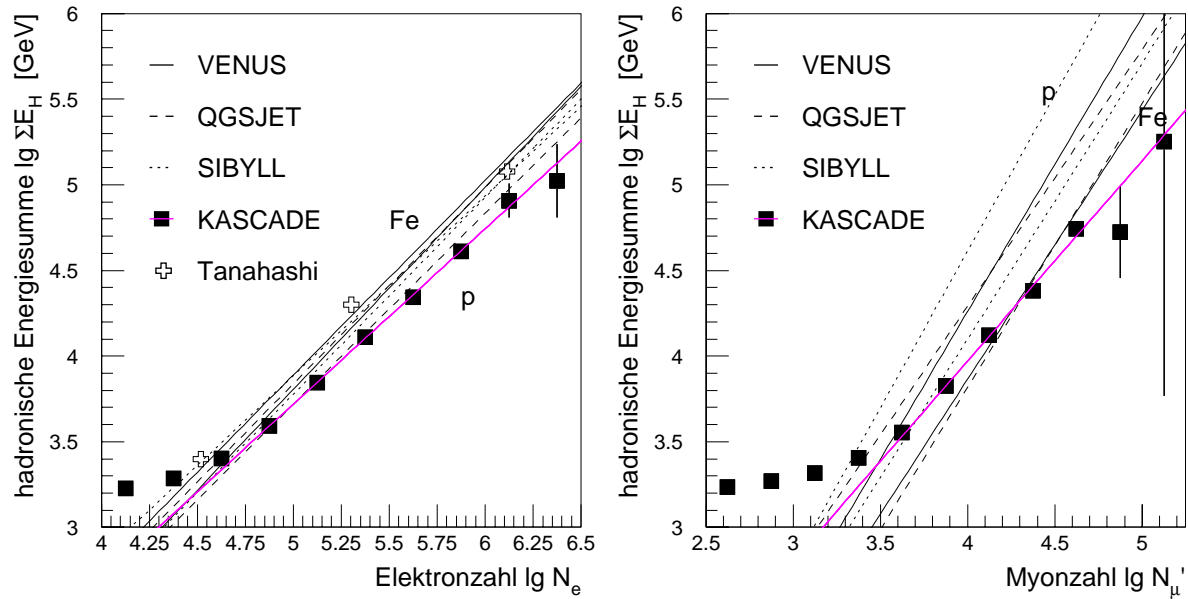 hadronische Energiesumme lg ΣE_H [GeV]
6
5.5
5
4.5
4
3.5
3
VENUS
QGSJET
SIBYLL
KASCADE
Tanahashi
Fe
p
4 4.25 4.5 4.75 5 5.25 5.5 5.75 6 6.25 6.5
Elektronzahl lg N_e
hadronische Energiesumme lg ΣE_H [GeV]
6
5.5
5
4.5
4
3.5
3
VENUS
QGSJET
SIBYLL
KASCADE
p
Fe
2.5 3 3.5 4 4.5 5
Myonzahl lg N_μ'